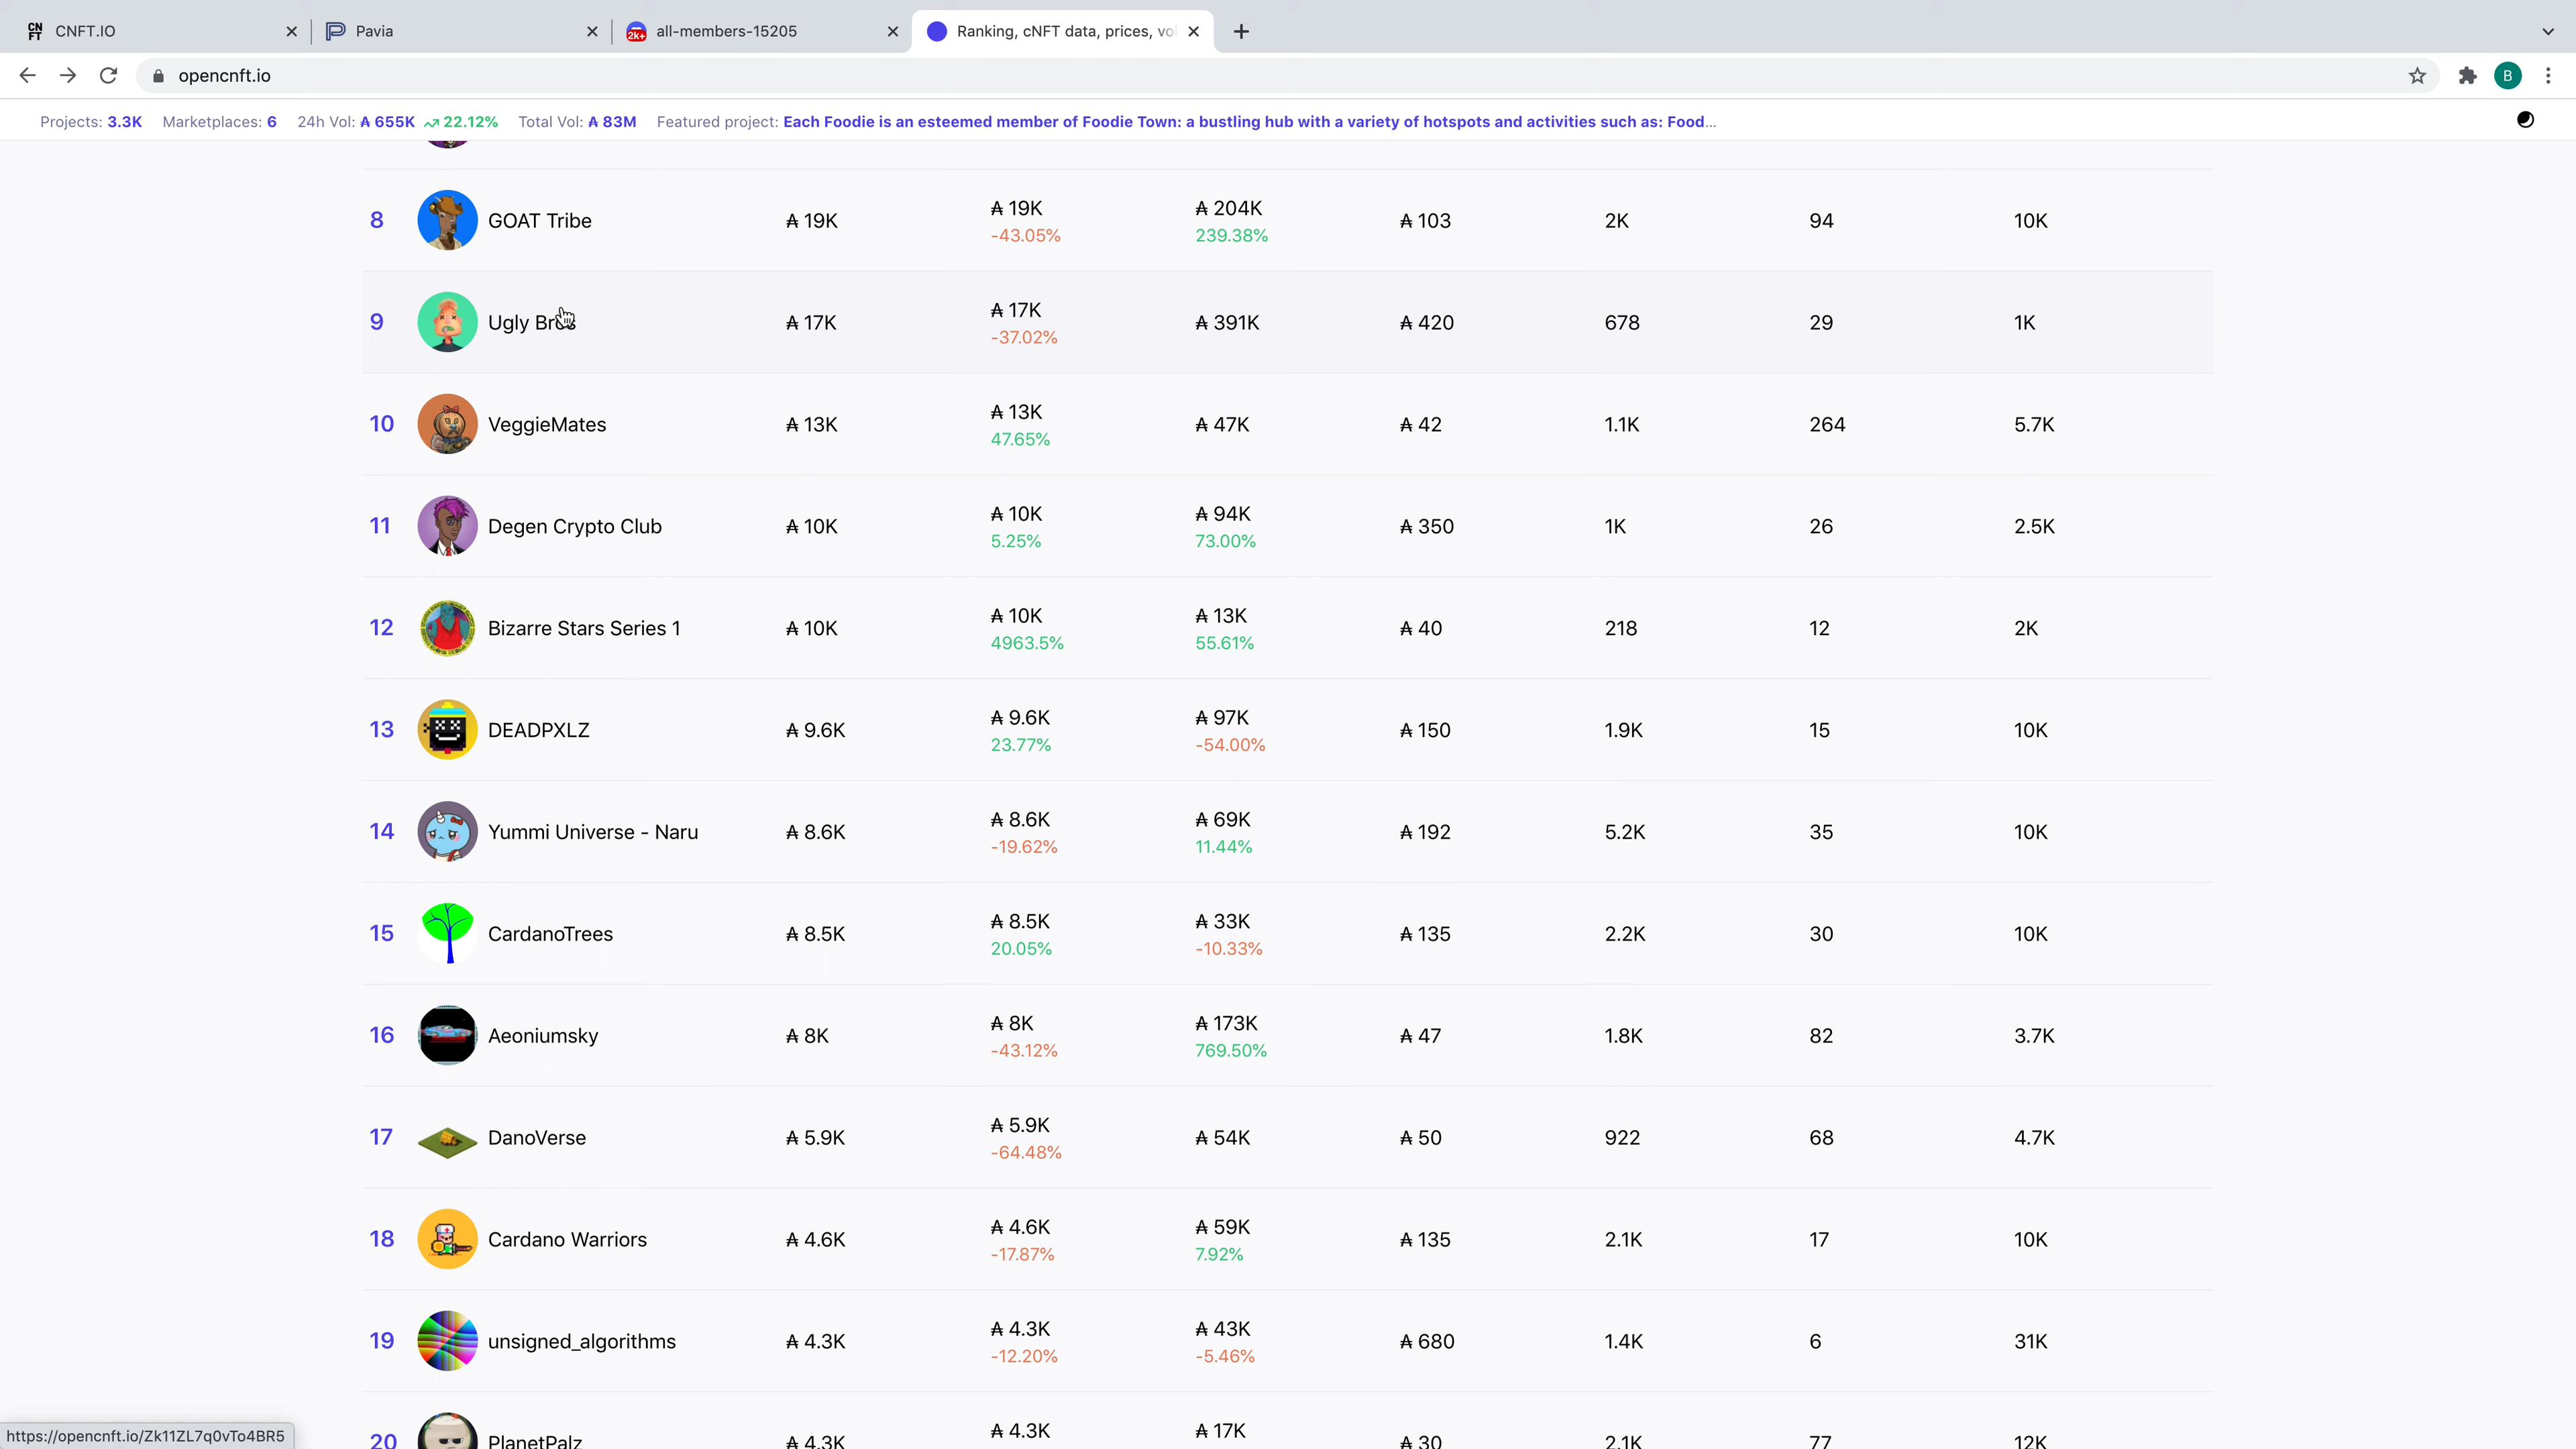 CNFT.IO Pavia 2k+ all-members-15205 Ranking, cNFT data, prices, vo
opencnft.io B
Projects: 3.3K Marketplaces: 6 24h Vol: ₳ 655K 22.12% Total Vol: ₳ 83M Featured project: Each Foodie is an esteemed member of Foodie Town: a bustling hub with a variety of hotspots and activities such as: Food...
8 GOAT Tribe ₳ 19K ₳ 19K -43.05% ₳ 204K 239.38% ₳ 103 2K 94 10K
9 Ugly Bros ₳ 17K ₳ 17K -37.02% ₳ 391K ₳ 420 678 29 1K
10 VeggieMates ₳ 13K ₳ 13K 47.65% ₳ 47K ₳ 42 1.1K 264 5.7K
11 Degen Crypto Club ₳ 10K ₳ 10K 5.25% ₳ 94K 73.00% ₳ 350 1K 26 2.5K
12 Bizarre Stars Series 1 ₳ 10K ₳ 10K 4963.5% ₳ 13K 55.61% ₳ 40 218 12 2K
13 DEADPXLZ ₳ 9.6K ₳ 9.6K 23.77% ₳ 97K -54.00% ₳ 150 1.9K 15 10K
14 Yummi Universe - Naru ₳ 8.6K ₳ 8.6K -19.62% ₳ 69K 11.44% ₳ 192 5.2K 35 10K
15 CardanoTrees ₳ 8.5K ₳ 8.5K 20.05% ₳ 33K -10.33% ₳ 135 2.2K 30 10K
16 Aeoniumsky ₳ 8K ₳ 8K -43.12% ₳ 173K 769.50% ₳ 47 1.8K 82 3.7K
17 DanoVerse ₳ 5.9K ₳ 5.9K -64.48% ₳ 54K ₳ 50 922 68 4.7K
18 Cardano Warriors ₳ 4.6K ₳ 4.6K -17.87% ₳ 59K 7.92% ₳ 135 2.1K 17 10K
19 unsigned_algorithms ₳ 4.3K ₳ 4.3K -12.20% ₳ 43K -5.46% ₳ 680 1.4K 6 31K
20 PlanetPalz ₳ 4.3K ₳ 4.3K ₳ 17K ₳ 30 2.1K 77 12K
https://opencnft.io/Zk11ZL7q0vTo4BR5